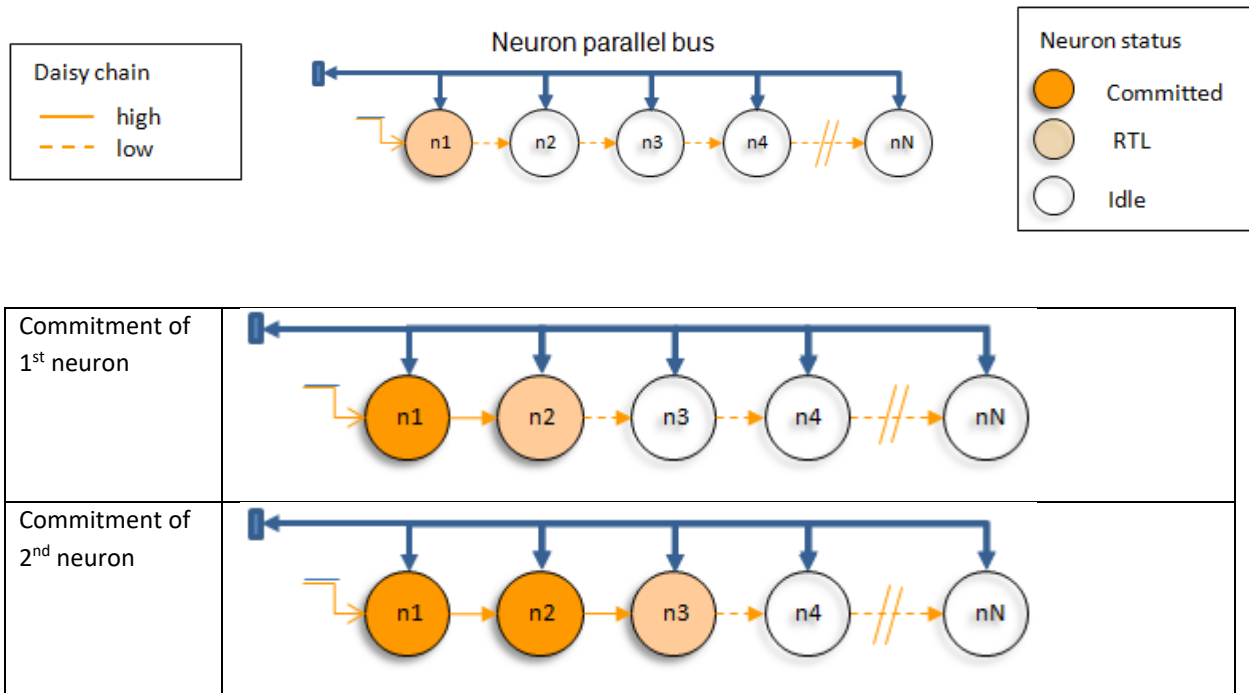 Neuron parallel bus
Daisy chain
high
low
n1 n2 n3 n4 nN
Neuron status
Committed
RTL
Idle
Commitment of
1st neuron
n1 n2 n3 n4 nN
Commitment of
2nd neuron
n1 n2 n3 n4 nN